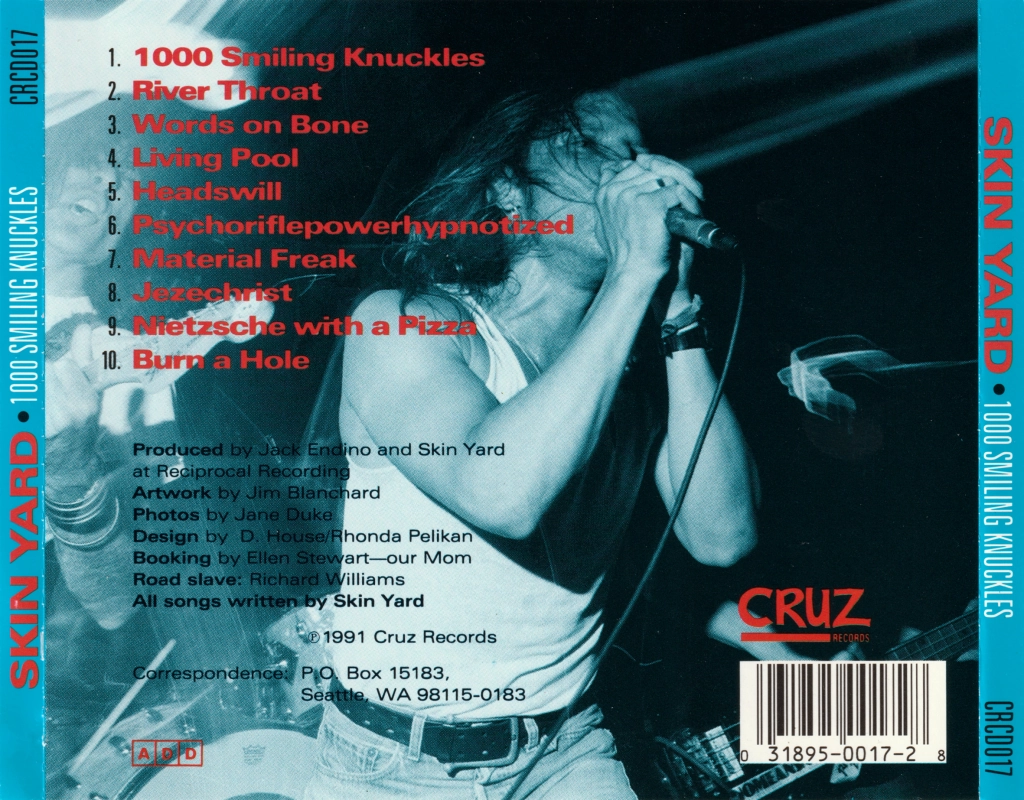 CRCD017
1000 SMILING KNUCKLES
SKIN YARD • 1000 SMILING KNUCKLES
1. 1000 Smiling Knuckles
2. River Throat
3. Words on Bone
4. Living Pool
5. Headswill
6. Psychoriflepowerhypnotized
7. Material Freak
8. Jezechrist
9. Nietzsche with a Pizza
10. Burn a Hole
Produced by Jack Endino and Skin Yard
at Reciprocal Recording
Artwork by Jim Blanchard
Photos by Jane Duke
Design by D. House/Rhonda Pelikan
Booking by Ellen Stewart—our Mom
Road slave: Richard Williams
All songs written by Skin Yard
℗1991 Cruz Records
Correspondence: P.O. Box 15183,
Seattle, WA 98115-0183
ADD
CRUZ
RECORDS
0 31895-0017-2 8
SKIN YARD • 1000 SMILING KNUCKLES
CRCD017